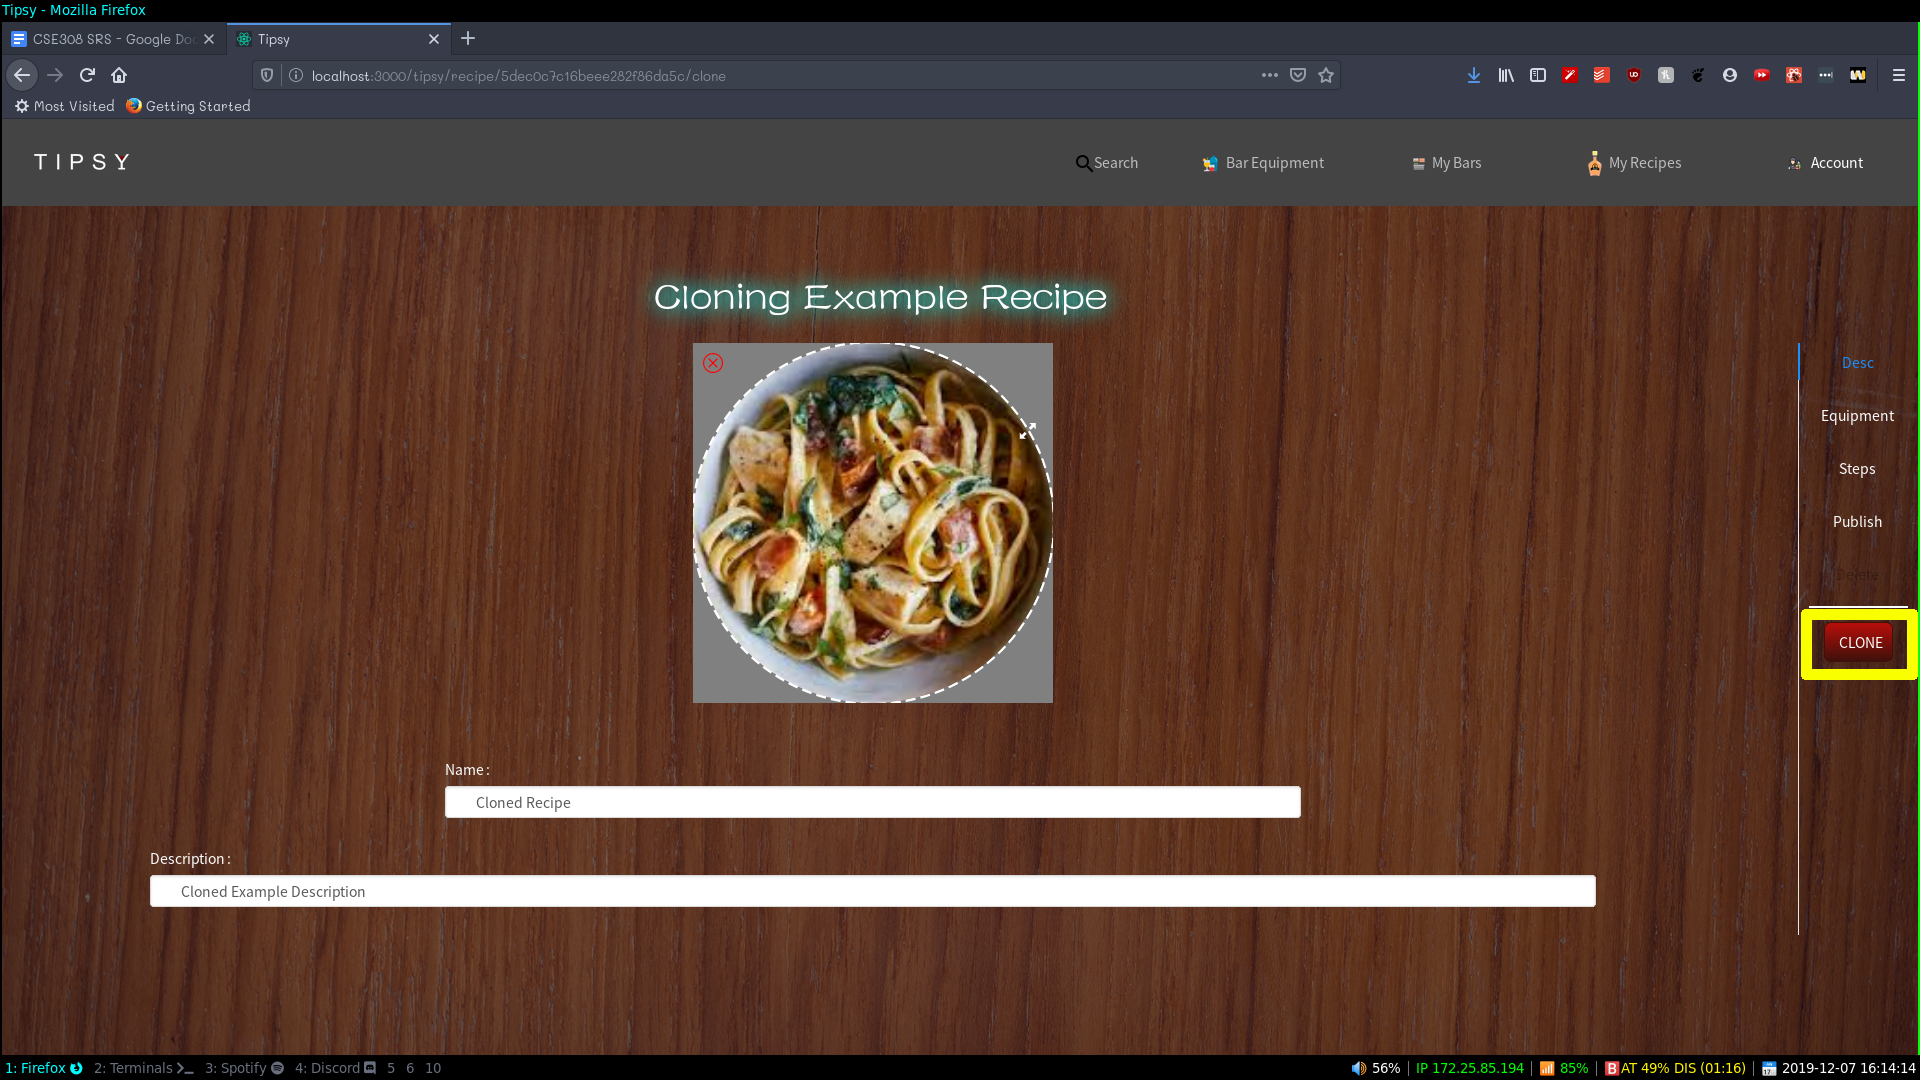 Tipsy - Mozilla Firefox
CSE308 SRS - Google Doc
Tipsy
localhost:3000/tipsy/recipe/5dec0c7c16beee282f86da5c/clone
Most Visited
Getting Started
TIPSY
Search
Bar Equipment
My Bars
My Recipes
Account
Cloning Example Recipe
Desc
Equipment
Steps
Publish
Delete
CLONE
Name :
Cloned Recipe
Description :
Cloned Example Description
1: Firefox 2: Terminals 3: Spotify 4: Discord 5 6 10
56% | IP 172.25.85.194 | 85% | BAT 49% DIS (01:16) | 2019-12-07 16:14:14